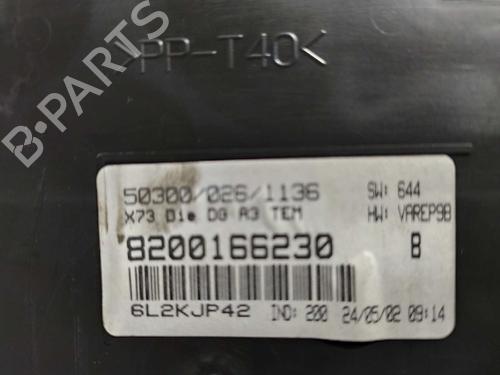 >PP-T40<
B-PARTS
50300/026/1136 SW: 644
X73 Die DG A3 TEM HW: VAREP98
8200166230 B
6L2KJP42 IND: 200 24/05/02 09:14